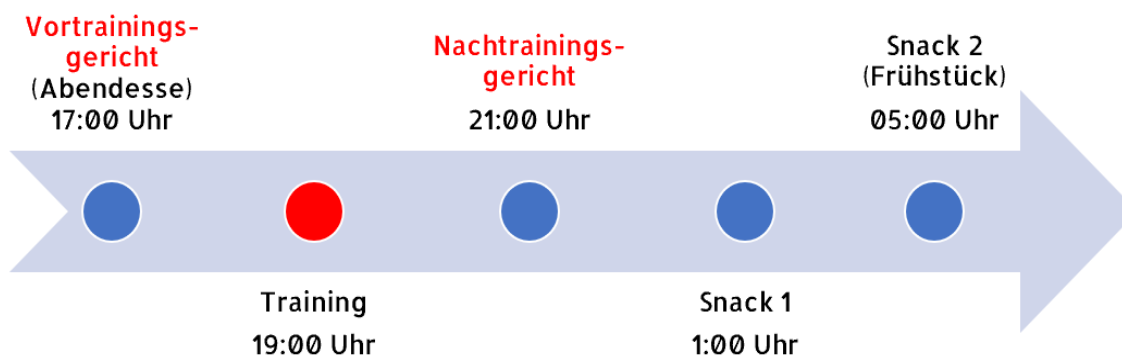 Vortrainings-
gericht
(Abendesse)
17:00 Uhr
Training
19:00 Uhr
Nachtrainings-
gericht
21:00 Uhr
Snack 1
1:00 Uhr
Snack 2
(Frühstück)
05:00 Uhr